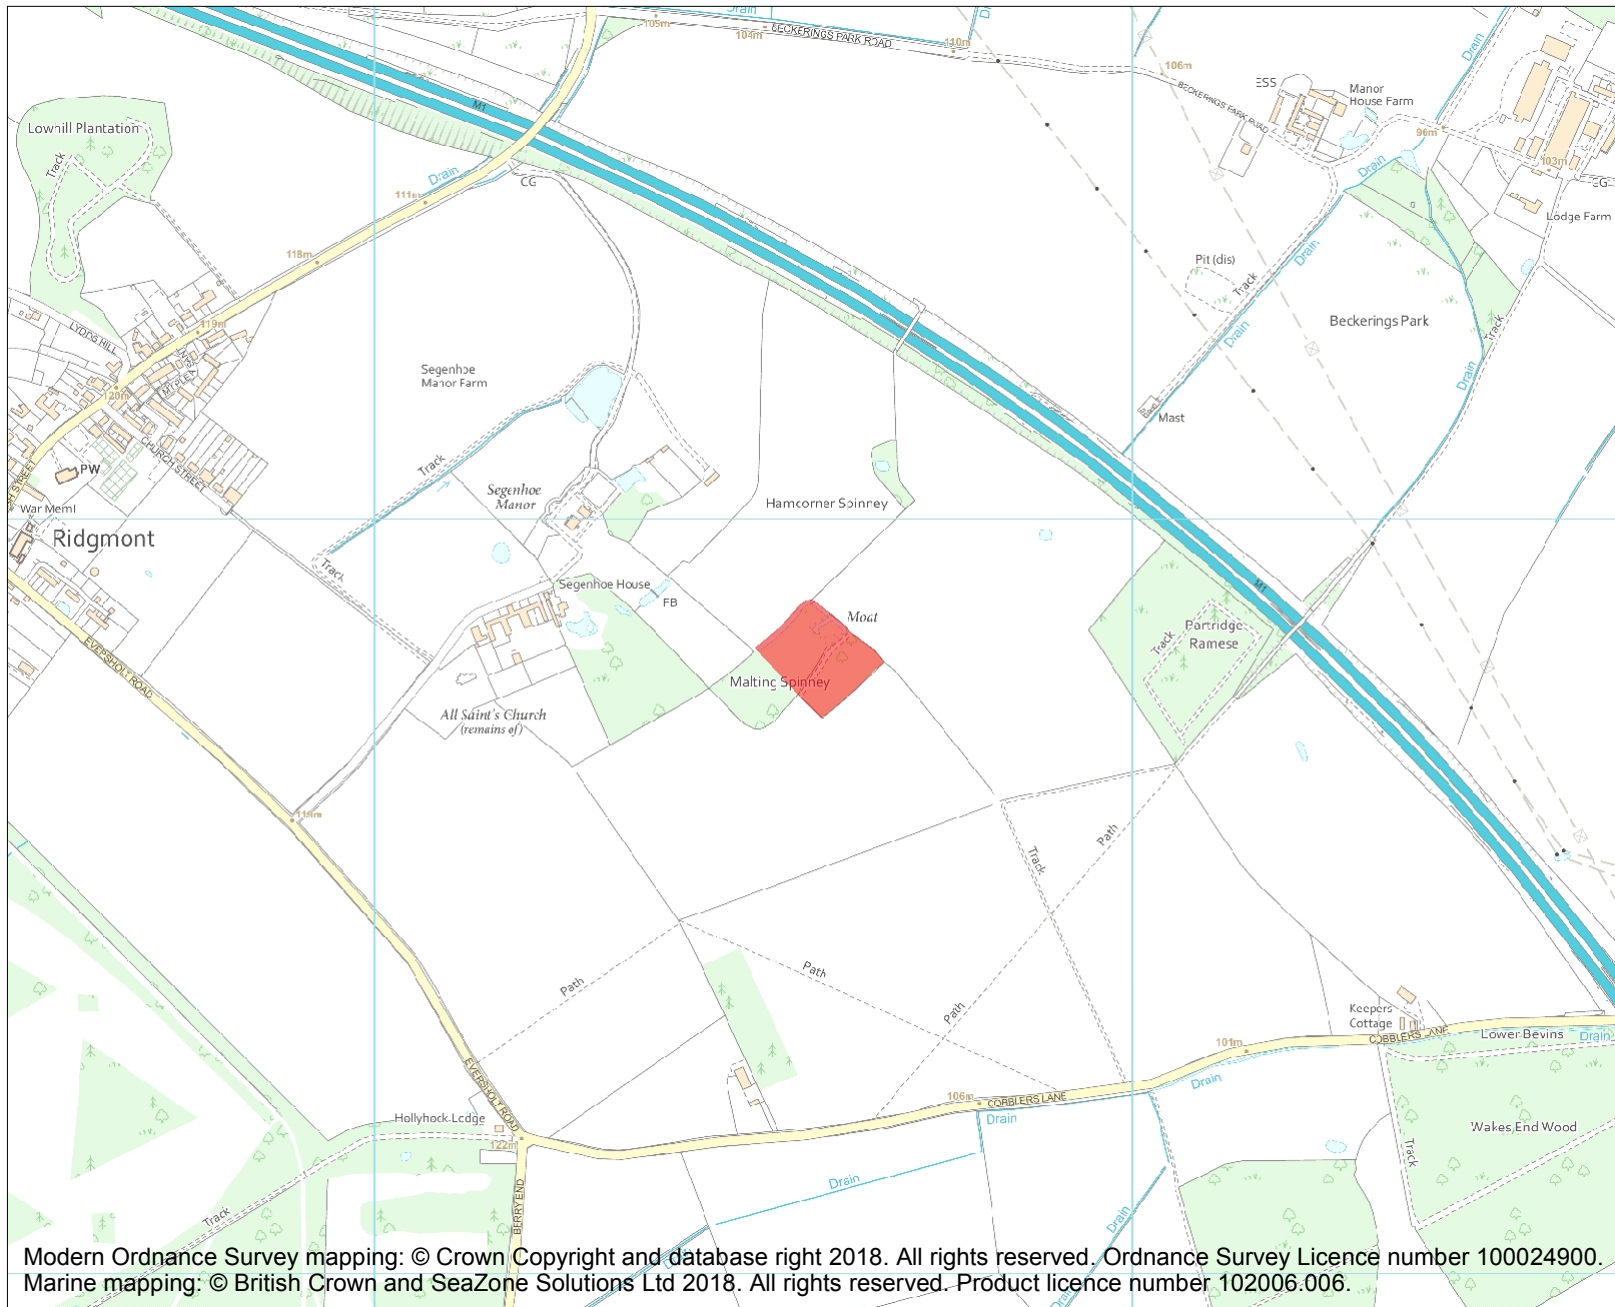 Drain
105m
104m
BECKERINGS PARK ROAD
110m
Drain
106m
BECKERINGS PARK ROAD
ESS
Manor
House Farm
Drain
96m
103m
CG
Lodge Farm
Drain
M1
Lowhill Plantation
Track
Drain
CG
111m
118m
119m
LYDDS HILL
120m
CHURCH STREET
PW
War Meml
Ridgmont
Segenhoe
Manor Farm
Track
Segenhoe
Manor
Track
Segenhoe House
FB
Hamcorner Spinney
Moat
Malting Spinney
All Saint's Church
(remains of)
Pit (dis)
Track
Drain
Drain
Beckerings Park
Track
Drain
Mast
M1
Partridge
Ramese
Track
EVERSHOLT ROAD
Track
Path
Path
Path
Path
EVERSHOLT ROAD
Keepers
Cottage
COBBLERS LANE
Lower Bevins
Drain
101m
Drain
106m
COBBLERS LANE
Drain
Hollyhock Lodge
122m
BERRY END
Track
Drain
Drain
Drain
Drain
Track
Wakes End Wood
Modern Ordnance Survey mapping: © Crown Copyright and database right 2018. All rights reserved. Ordnance Survey Licence number 100024900.
Marine mapping: © British Crown and SeaZone Solutions Ltd 2018. All rights reserved. Product licence number 102006.006.